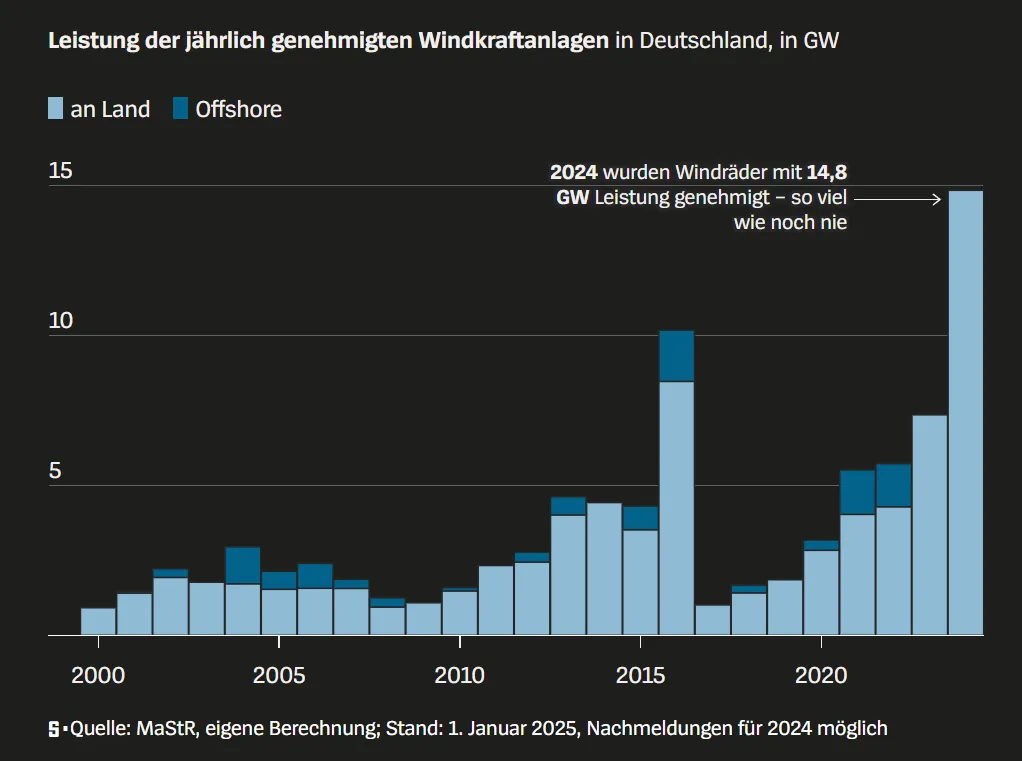 Leistung der jährlich genehmigten Windkraftanlagen in Deutschland, in GW
an Land Offshore
15
2024 wurden Windräder mit 14,8
GW Leistung genehmigt – so viel
wie noch nie
10
5
2000 2005 2010 2015 2020
S Quelle: MaStR, eigene Berechnung; Stand: 1. Januar 2025, Nachmeldungen für 2024 möglich